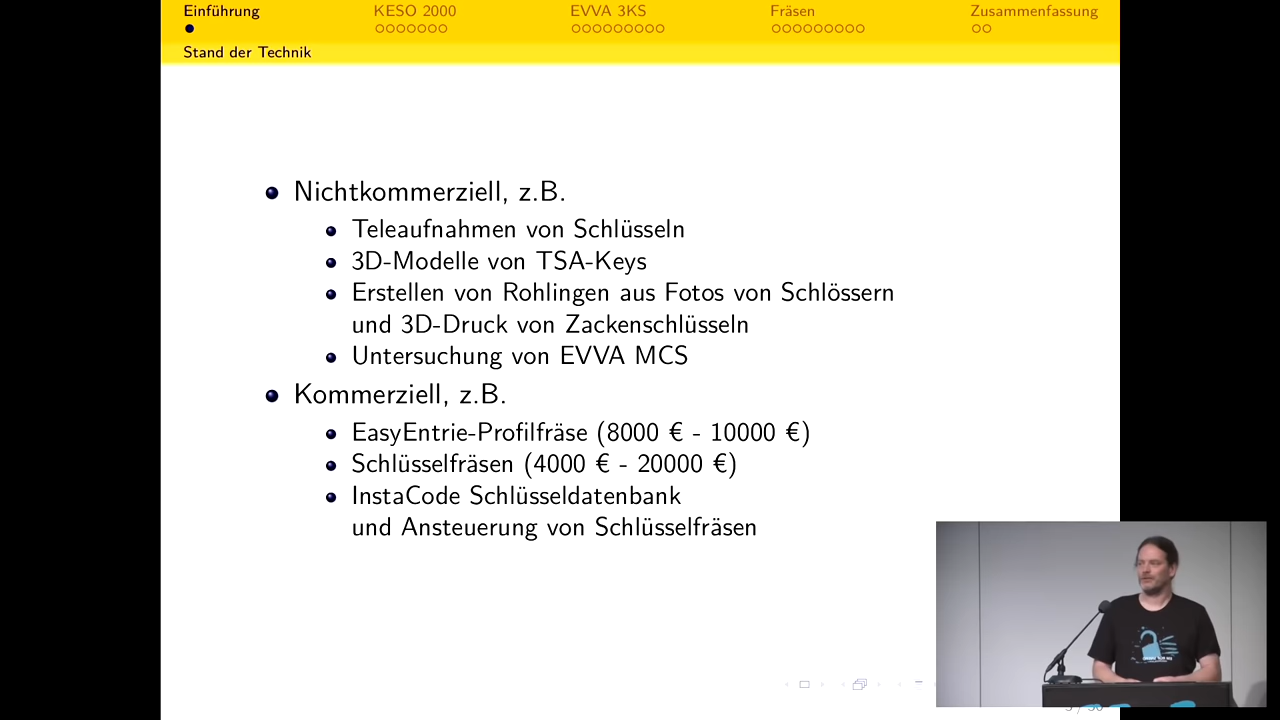 Einführung
KESO 2000
EVVA 3KS
Fräsen
Zusammenfassung
Stand der Technik
Nichtkommerziell, z.B.
Teleaufnahmen von Schlüsseln
3D-Modelle von TSA-Keys
Erstellen von Rohlingen aus Fotos von Schlössern
und 3D-Druck von Zackenschlüsseln
Untersuchung von EVVA MCS
Kommerziell, z.B.
EasyEntrie-Profilfräse (8000 € - 10000 €)
Schlüsselfräsen (4000 € - 20000 €)
InstaCode Schlüsseldatenbank
und Ansteuerung von Schlüsselfräsen